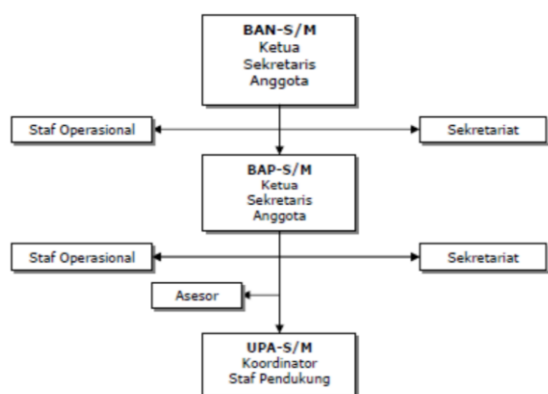 BAN-S/M
Ketua
Sekretaris
Anggota
Staf Operasional
Sekretariat
BAP-S/M
Ketua
Sekretaris
Anggota
Staf Operasional
Sekretariat
Asesor
UPA-S/M
Koordinator
Staf Pendukung